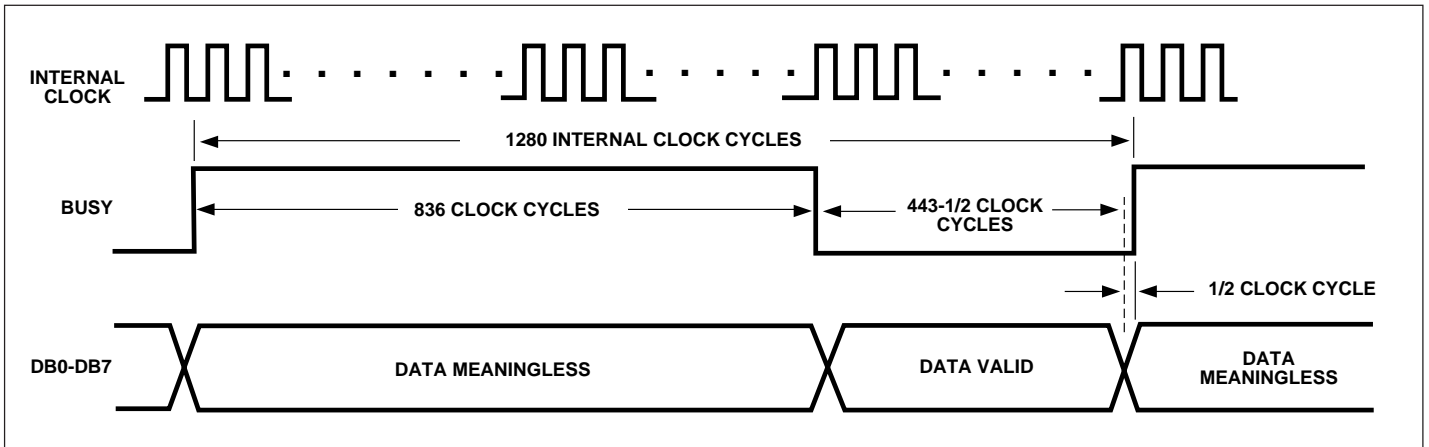 INTERNAL
CLOCK
1280 INTERNAL CLOCK CYCLES
BUSY
836 CLOCK CYCLES
443-1/2 CLOCK
CYCLES
1/2 CLOCK CYCLE
DB0-DB7
DATA MEANINGLESS
DATA VALID
DATA
MEANINGLESS